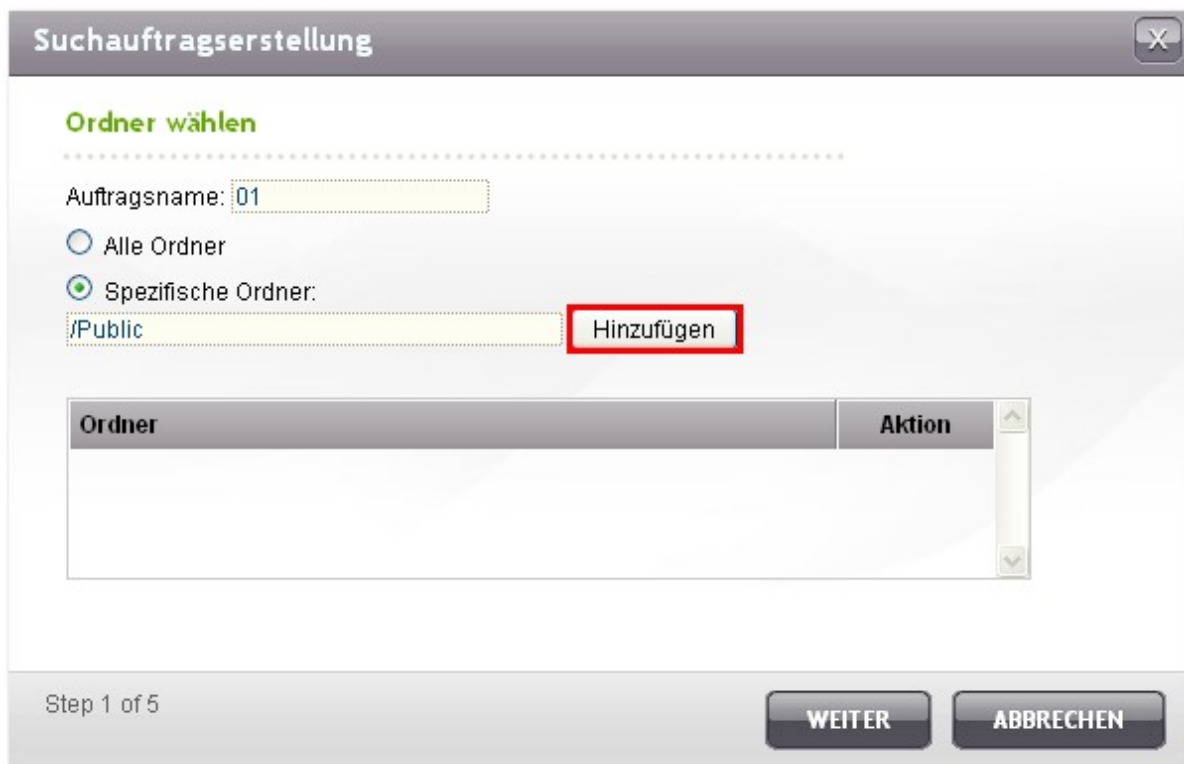 Suchauftragserstellung
X
Ordner wählen
Auftragsname: 01
Alle Ordner
Spezifische Ordner:
/Public Hinzufügen
Ordner Aktion
Step 1 of 5 WEITER ABBRECHEN